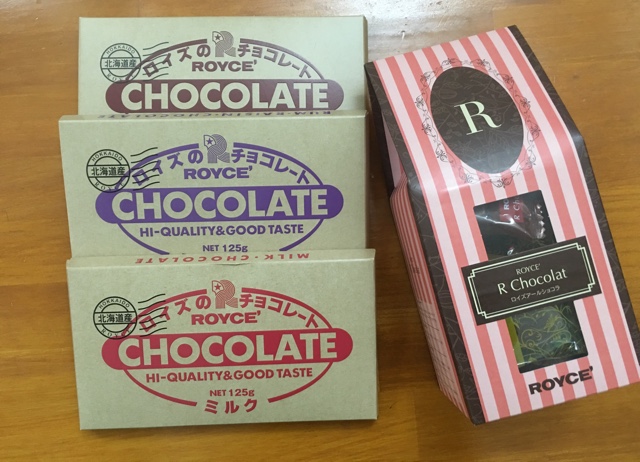 HOKKAIDO
北海道産
ロイズのRチョコレート
ROYCE'
CHOCOLATE
HOKKAIDO
北海道産
ロイズのRチョコレート
ROYCE'
CHOCOLATE
HI-QUALITY&GOOD TASTE
NET 125g
MILK・CHOCOLATE
HOKKAIDO
北海道産
ロイズのRチョコレート
ROYCE'
CHOCOLATE
HI-QUALITY&GOOD TASTE
NET 125g
ミルク
R
R C
ROYCE'
R Chocolat
ロイズアールショコラ
ROYCE'